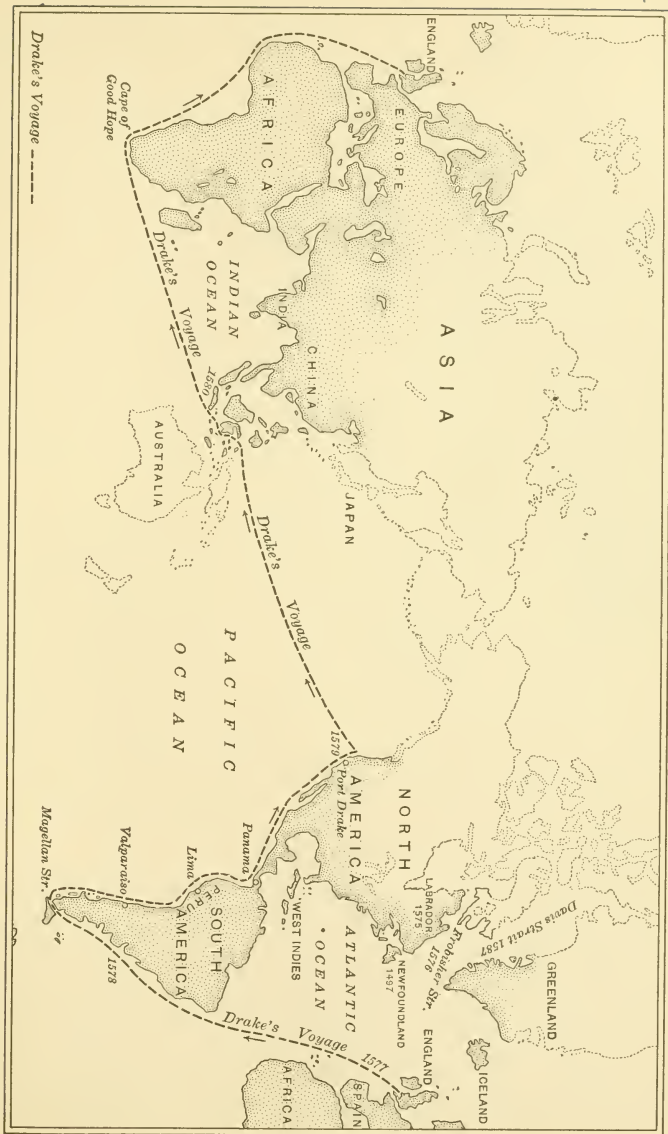 ENGLAND
EUROPE
AFRICA
ASIA
INDIA
CHINA
JAPAN
INDIAN
OCEAN
Cape of
Good Hope
Drake's Voyage
Drake's Voyage
1580
AUSTRALIA
Drake's Voyage
PACIFIC
OCEAN
1579
Port Drake
NORTH
AMERICA
LABRADOR
1575
Frobisher Str.
1576
Davis Strait 1587
GREENLAND
ICELAND
ENGLAND
NEWFOUNDLAND
1497
ATLANTIC
OCEAN
WEST INDIES
Panama
Lima
PERU
SOUTH
AMERICA
Valparaiso
Magellan Str.
1578
Drake's Voyage 1577
SPAIN
AFRICA